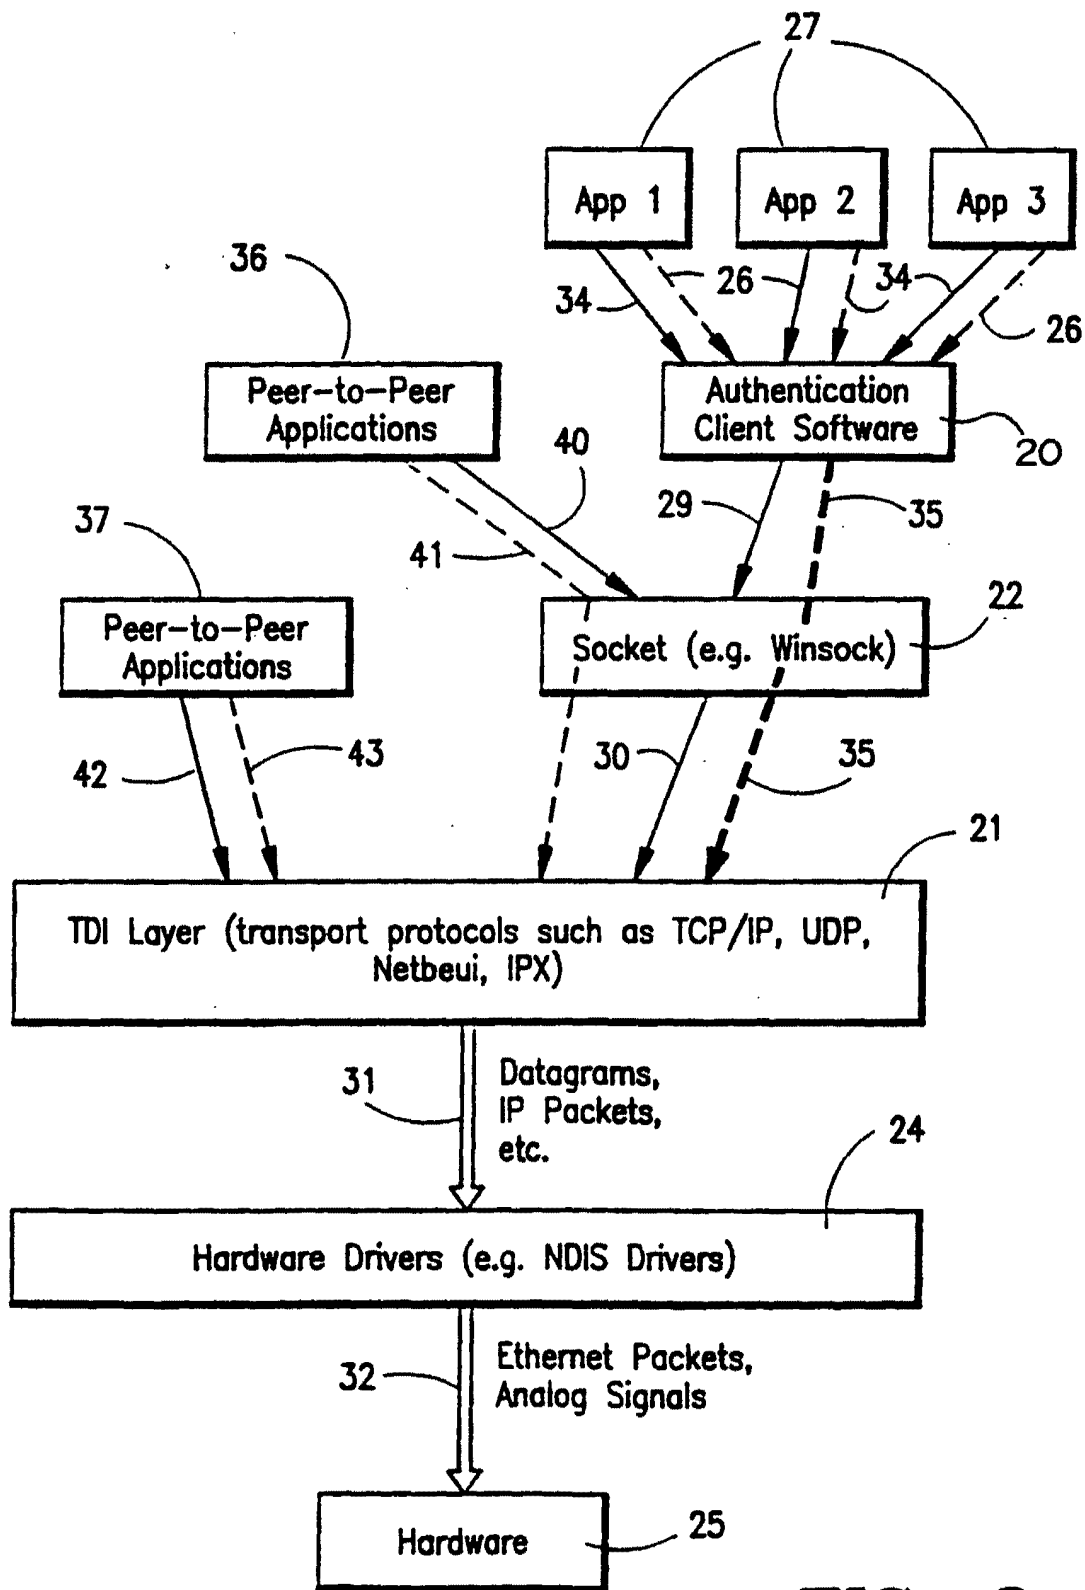 27
App 1
App 2
App 3
36
34
26
34
26
Peer-to-Peer
Applications
Authentication
Client Software
20
40
29
35
41
37
22
Peer-to-Peer
Applications
Socket (e.g. Winsock)
42
43
30
35
21
TDI Layer (transport protocols such as TCP/IP, UDP,
Netbeui, IPX)
31
Datagrams,
IP Packets,
etc.
24
Hardware Drivers (e.g. NDIS Drivers)
32
Ethernet Packets,
Analog Signals
Hardware
25